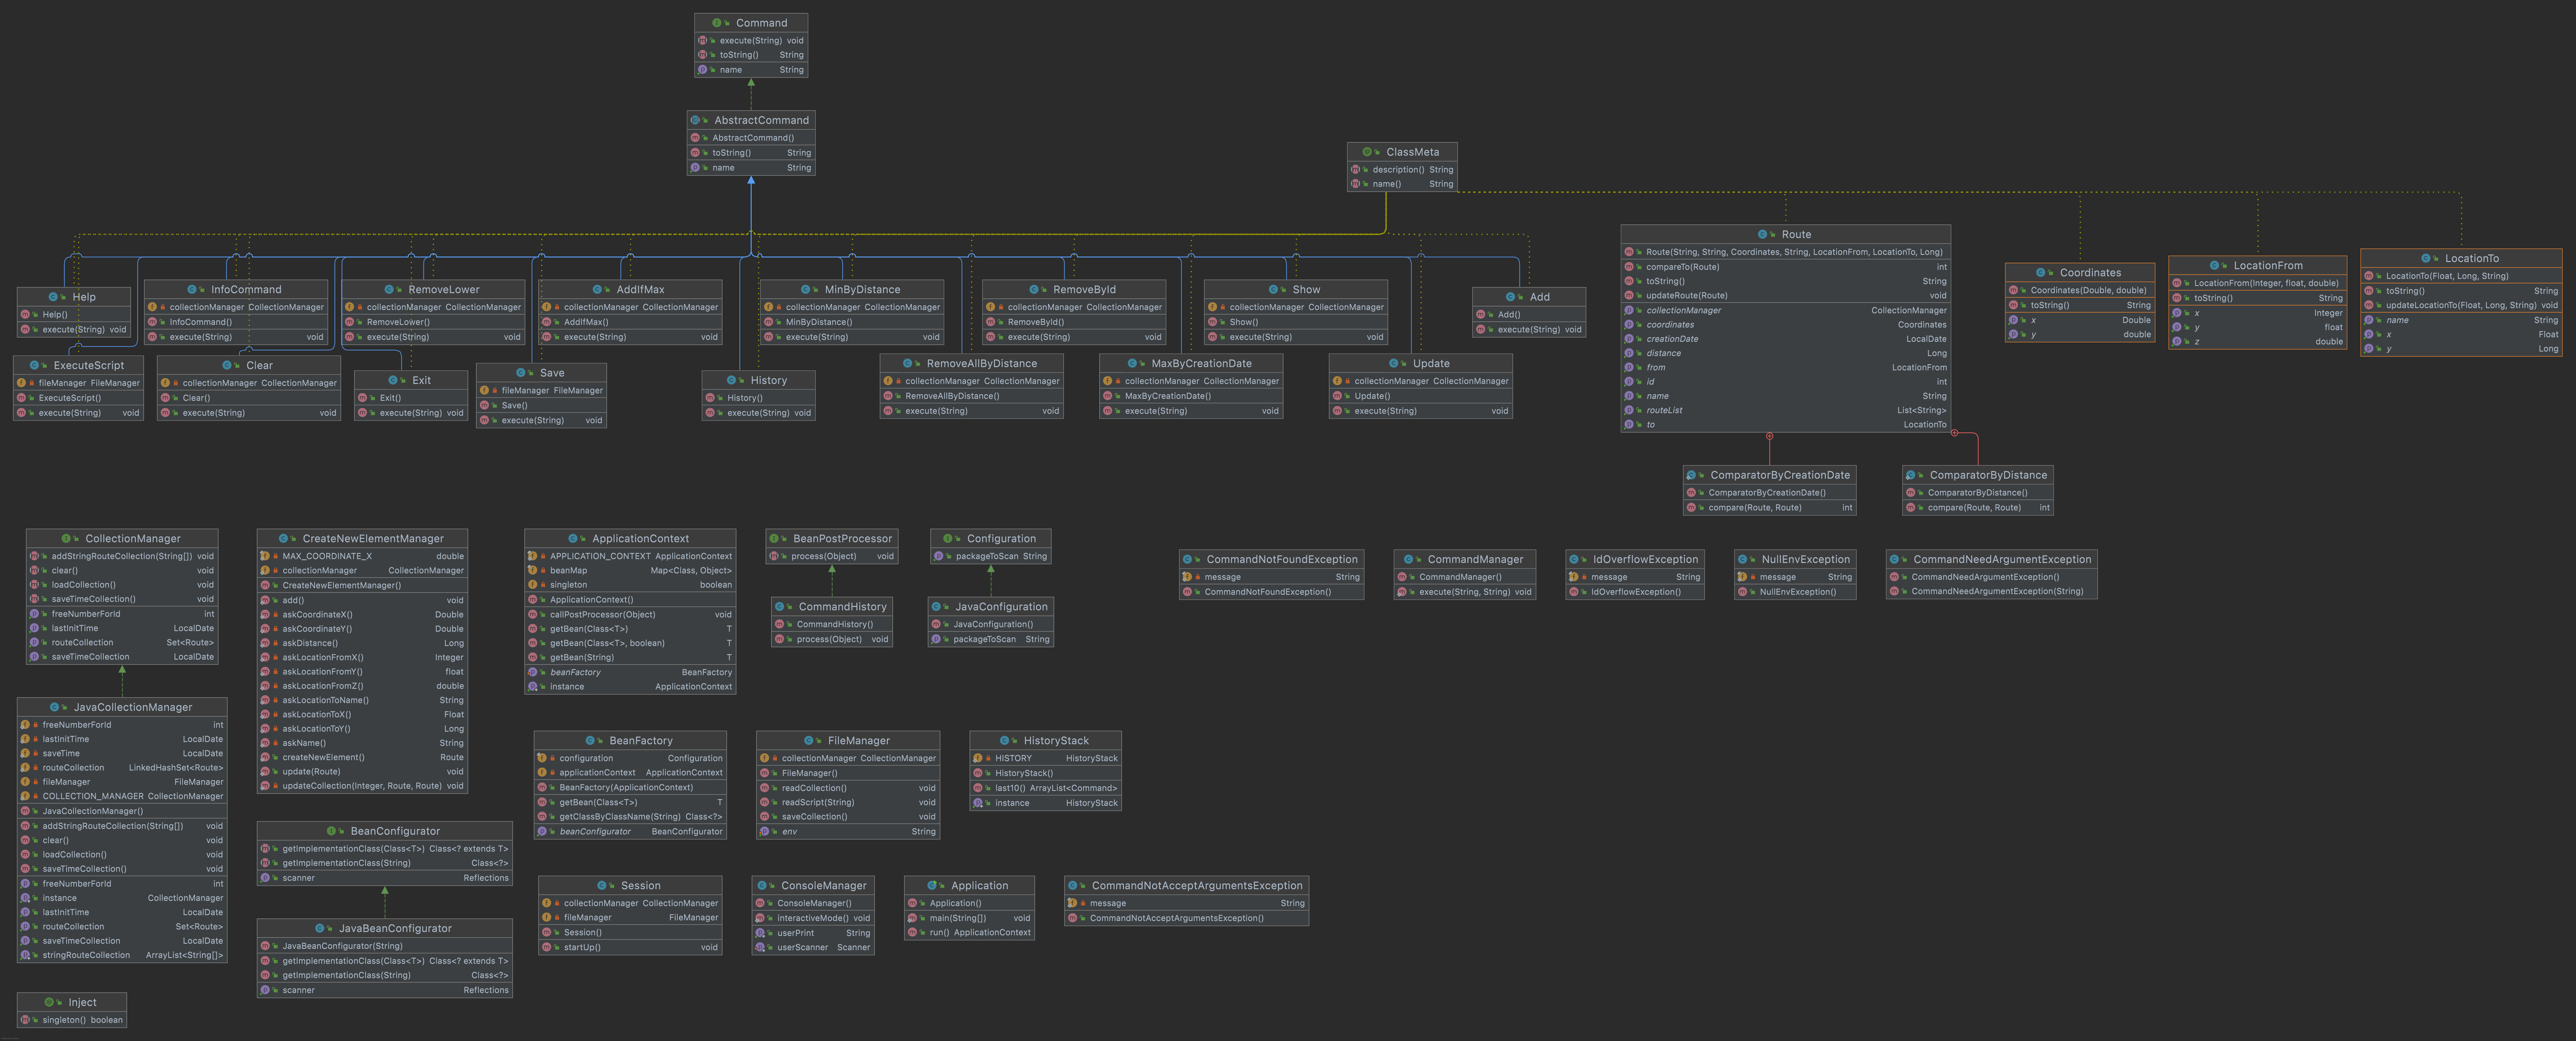 Command
execute(String) void
toString() String
name String
AbstractCommand
AbstractCommand()
toString() String
name String
ClassMeta
description() String
name() String
Help
Help()
execute(String) void
InfoCommand
collectionManager CollectionManager
InfoCommand()
execute(String) void
RemoveLower
collectionManager CollectionManager
RemoveLower()
execute(String) void
AddIfMax
collectionManager CollectionManager
AddIfMax()
execute(String) void
MinByDistance
collectionManager CollectionManager
MinByDistance()
execute(String) void
RemoveById
collectionManager CollectionManager
RemoveById()
execute(String) void
Show
collectionManager CollectionManager
Show()
execute(String) void
Add
Add()
execute(String) void
ExecuteScript
fileManager FileManager
ExecuteScript()
execute(String) void
Clear
collectionManager CollectionManager
Clear()
execute(String) void
Exit
Exit()
execute(String) void
Save
fileManager FileManager
Save()
execute(String) void
History
History()
execute(String) void
RemoveAllByDistance
collectionManager CollectionManager
RemoveAllByDistance()
execute(String) void
MaxByCreationDate
collectionManager CollectionManager
MaxByCreationDate()
execute(String) void
Update
collectionManager CollectionManager
Update()
execute(String) void
Route
Route(String, String, Coordinates, String, LocationFrom, LocationTo, Long)
compareTo(Route) int
toString() String
updateRoute(Route) void
collectionManager CollectionManager
coordinates Coordinates
creationDate LocalDate
distance Long
from LocationFrom
id int
name String
routeList List<String>
to LocationTo
Coordinates
Coordinates(Double, double)
toString() String
x Double
y double
LocationFrom
LocationFrom(Integer, float, double)
toString() String
x Integer
y float
z double
LocationTo
LocationTo(Float, Long, String)
toString() String
updateLocationTo(Float, Long, String) void
name String
x Float
y Long
ComparatorByCreationDate
ComparatorByCreationDate()
compare(Route, Route) int
ComparatorByDistance
ComparatorByDistance()
compare(Route, Route) int
CollectionManager
addStringRouteCollection(String[]) void
clear() void
loadCollection() void
saveTimeCollection() void
freeNumberForId int
lastInitTime LocalDate
routeCollection Set<Route>
saveTimeCollection LocalDate
CreateNewElementManager
MAX_COORDINATE_X double
collectionManager CollectionManager
CreateNewElementManager()
add() void
askCoordinateX() Double
askCoordinateY() Double
askDistance() Long
askLocationFromX() Integer
askLocationFromY() float
askLocationFromZ() double
askLocationToName() String
askLocationToX() Float
askLocationToY() Long
askName() String
createNewElement() Route
update(Route) void
updateCollection(Integer, Route, Route) void
ApplicationContext
APPLICATION_CONTEXT ApplicationContext
beanMap Map<Class, Object>
singleton boolean
ApplicationContext()
callPostProcessor(Object) void
getBean(Class<T>) T
getBean(Class<T>, boolean) T
getBean(String) T
beanFactory BeanFactory
instance ApplicationContext
BeanPostProcessor
process(Object) void
Configuration
packageToScan String
CommandHistory
CommandHistory()
process(Object) void
JavaConfiguration
JavaConfiguration()
packageToScan String
CommandNotFoundException
message String
CommandNotFoundException()
CommandManager
CommandManager()
execute(String, String) void
IdOverflowException
message String
IdOverflowException()
NullEnvException
message String
NullEnvException()
CommandNeedArgumentException
CommandNeedArgumentException()
CommandNeedArgumentException(String)
JavaCollectionManager
freeNumberForId int
lastInitTime LocalDate
saveTime LocalDate
routeCollection LinkedHashSet<Route>
fileManager FileManager
COLLECTION_MANAGER CollectionManager
JavaCollectionManager()
addStringRouteCollection(String[]) void
clear() void
loadCollection() void
saveTimeCollection() void
freeNumberForId int
instance CollectionManager
lastInitTime LocalDate
routeCollection Set<Route>
saveTimeCollection LocalDate
stringRouteCollection ArrayList<String[]>
BeanFactory
configuration Configuration
applicationContext ApplicationContext
BeanFactory(ApplicationContext)
getBean(Class<T>) T
getClassByClassName(String) Class<?>
beanConfigurator BeanConfigurator
FileManager
collectionManager CollectionManager
FileManager()
readCollection() void
readScript(String) void
saveCollection() void
env String
HistoryStack
HISTORY HistoryStack
HistoryStack()
last10() ArrayList<Command>
instance HistoryStack
BeanConfigurator
getImplementationClass(Class<T>) Class<? extends T>
getImplementationClass(String) Class<?>
scanner Reflections
JavaBeanConfigurator
JavaBeanConfigurator(String)
getImplementationClass(Class<T>) Class<? extends T>
getImplementationClass(String) Class<?>
scanner Reflections
Session
collectionManager CollectionManager
fileManager FileManager
Session()
startUp() void
ConsoleManager
ConsoleManager()
interactiveMode() void
userPrint String
userScanner Scanner
Application
Application()
main(String[]) void
run() ApplicationContext
CommandNotAcceptArgumentsException
message String
CommandNotAcceptArgumentsException()
Inject
singleton() boolean